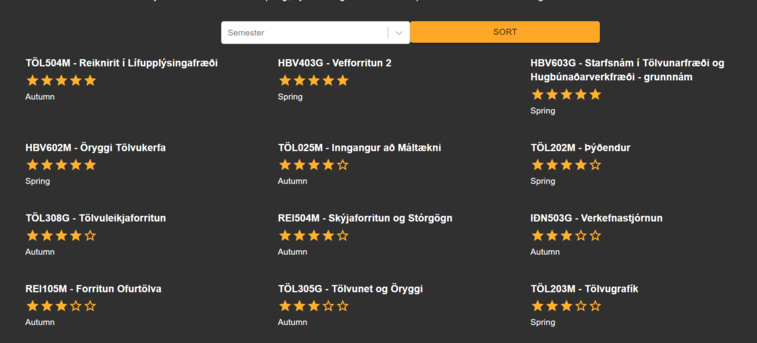 Semester
SORT
TÖL504M - Reiknirit í Lífupplýsingafræði
Autumn
HBV403G - Vefforritun 2
Spring
HBV603G - Starfsnám í Tölvunarfræði og
Hugbúnaðarverkfræði - grunnnám
Spring
HBV602M - Öryggi Tölvukerfa
Spring
TÖL025M - Inngangur að Máltækni
Autumn
TÖL202M - Þýðendur
Spring
TÖL308G - Tölvuleikjaforritun
Autumn
REI504M - Skýjaforritun og Stórgögn
Autumn
IÐN503G - Verkefnastjórnun
Autumn
REI105M - Forritun Ofurtölva
Autumn
TÖL305G - Tölvunet og Öryggi
Autumn
TÖL203M - Tölvugrafík
Spring